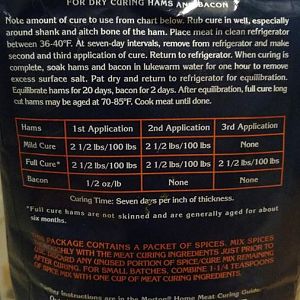 FOR DRY CURING HAMS AND BACON
Note amount of cure to use from chart below. Rub cure in well, especially
around shank and aitch bone of the ham. Place meat in clean refrigerator
between 36-40°F. At seven-day intervals, remove from refrigerator and make
second and third application of cure. Return to refrigerator. When curing is
complete, soak hams and bacon in lukewarm water for one hour to remove
excess surface salt. Pat dry and return to refrigerator for equilibration.
Equilibrate hams for 20 days, bacon for 2 days. After equilibration, full cure long
cut hams may be aged at 70-85°F. Cook meat until done.
Hams 1st Application 2nd Application 3rd Application
Mild Cure 2 1/2 lbs/100 lbs 2 1/2 lbs/100 lbs None
Full Cure* 2 1/2 lbs/100 lbs 2 1/2 lbs/100 lbs 2 1/2 lbs/100 lbs
Bacon 1/2 oz/lb None None
Curing Time: Seven days per inch of thickness.
*Full cure hams are not skinned and are generally aged for about
six months.
THIS PACKAGE CONTAINS A PACKET OF SPICES. MIX SPICES
THOROUGHLY WITH THE MEAT CURING INGREDIENTS JUST PRIOR TO
DISCARD ANY UNUSED PORTION OF SPICE/CURE MIX REMAINING
AFTER CURING. FOR SMALL BATCHES, COMBINE 1-1/4 TEASPOONS
OF SPICE MIX WITH ONE CUP OF MEAT CURING INGREDIENTS.
Further Instructions are in the Morton® Home Meat Curing Guide